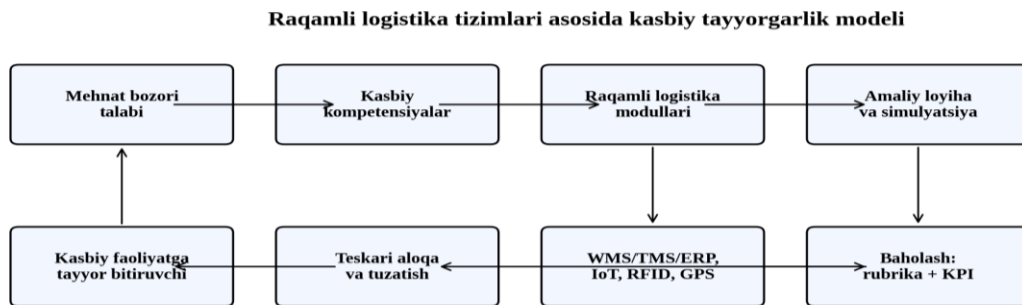 Raqamli logistika tizimlari asosida kasbiy tayyorgarlik modeli
Mehnat bozori
talabi
Kasbiy
kompetensiyalar
Raqamli logistika
modullari
Amaliy loyiha
va simulyatsiya
Kasbiy faoliyatga
tayyor bitiruvchi
Teskari aloqa
va tuzatish
WMS/TMS/ERP,
IoT, RFID, GPS
Baholash:
rubrika + KPI